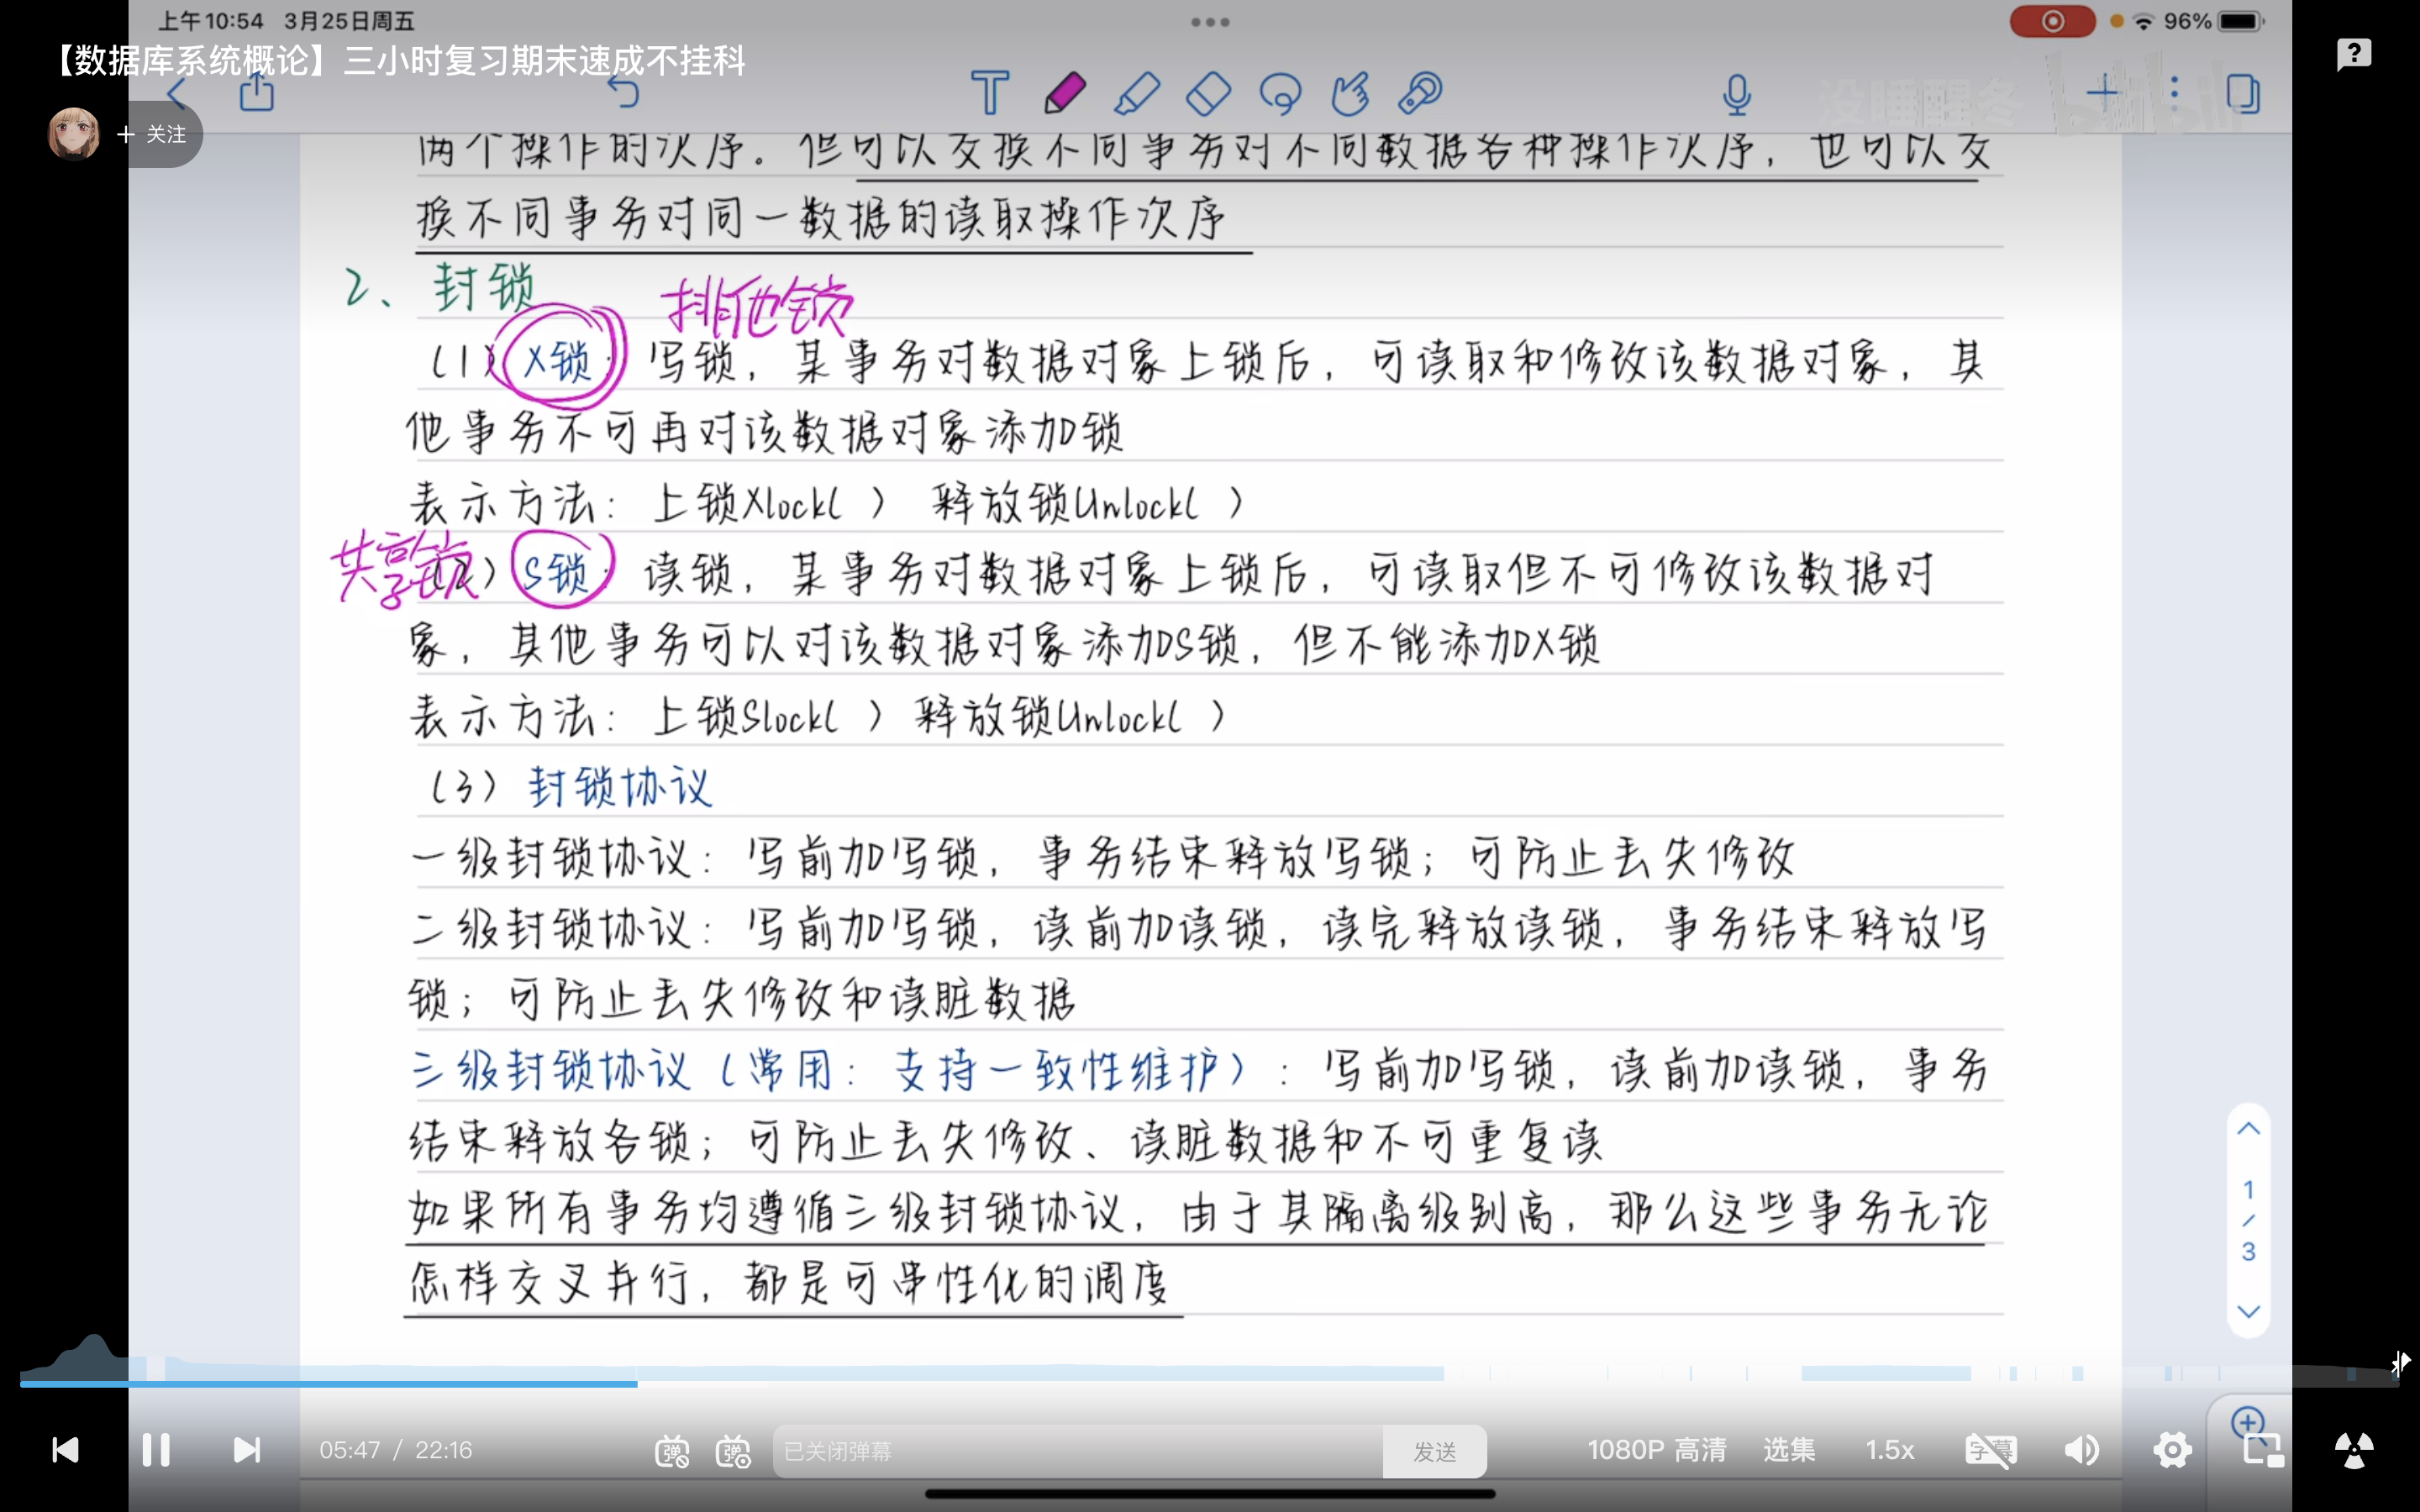 上午10:54 3月25日周五
96%
【数据库系统概论】三小时复习期末速成不挂科
+ 关注
没睡醒冬 bilibili
两个操作的次序。但可以交换不同事务对不同数据各种操作次序，也可以交
换不同事务对同一数据的读取操作次序
2、封锁
排他锁
（1）X锁：写锁，某事务对数据对象上锁后，可读取和修改该数据对象，其
他事务不可再对该数据对象添加锁
表示方法：上锁Xlock( ) 释放锁Unlock( )
共享锁
（2）S锁：读锁，某事务对数据对象上锁后，可读取但不可修改该数据对
象，其他事务可以对该数据对象添加S锁，但不能添加X锁
表示方法：上锁Slock( ) 释放锁Unlock( )
（3）封锁协议
一级封锁协议：写前加写锁，事务结束释放写锁；可防止丢失修改
二级封锁协议：写前加写锁，读前加读锁，读完释放读锁，事务结束释放写
锁；可防止丢失修改和读脏数据
三级封锁协议（常用：支持一致性维护）：写前加写锁，读前加读锁，事务
结束释放各锁；可防止丢失修改、读脏数据和不可重复读
如果所有事务均遵循三级封锁协议，由于其隔离级别高，那么这些事务无论
怎样交叉并行，都是可串性化的调度
1
/
3
05:47 / 22:16
弹
弹
已关闭弹幕
发送
1080P 高清
选集
1.5x
字幕